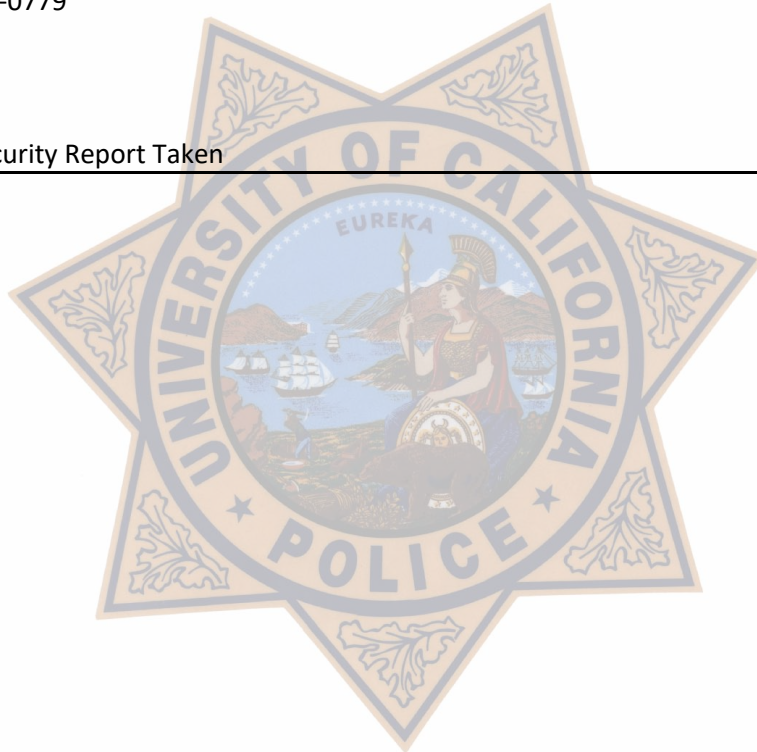 -0779
curity Report Taken
UNIVERSITY OF CALIFORNIA
EUREKA
POLICE